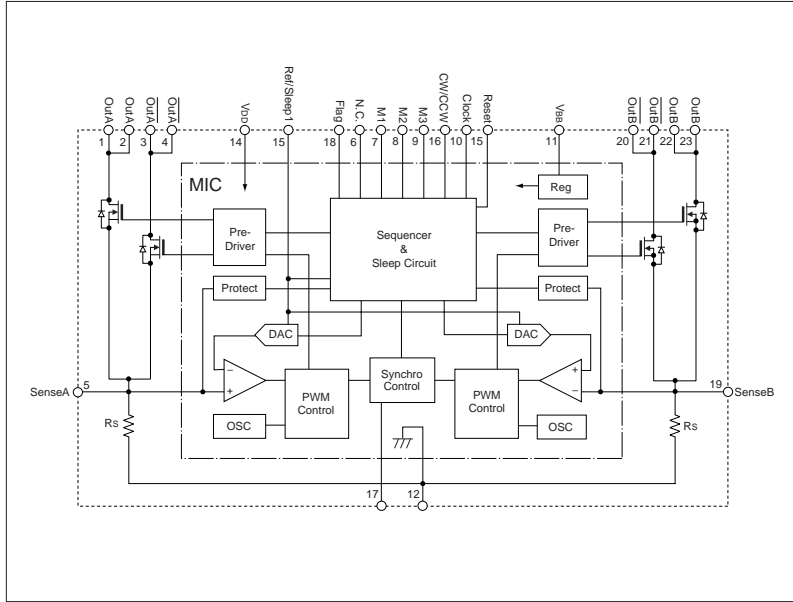 OutA
OutA
OutA
OutA
VDD
Ref/Sleep1
Flag
N.C.
M1
M2
M3
CW/CCW
Clock
Reset
VBB
OutB
OutB
OutB
OutB
1
2
3
4
14
15
18
6
7
8
9
16
10
15
11
20
21
22
23
MIC
Reg
Pre-
Driver
Sequencer
&
Sleep Circuit
Pre-
Driver
Protect
Protect
DAC
DAC
−
+
+
−
SenseA
5
19
SenseB
PWM
Control
Synchro
Control
PWM
Control
OSC
OSC
RS
RS
17
12